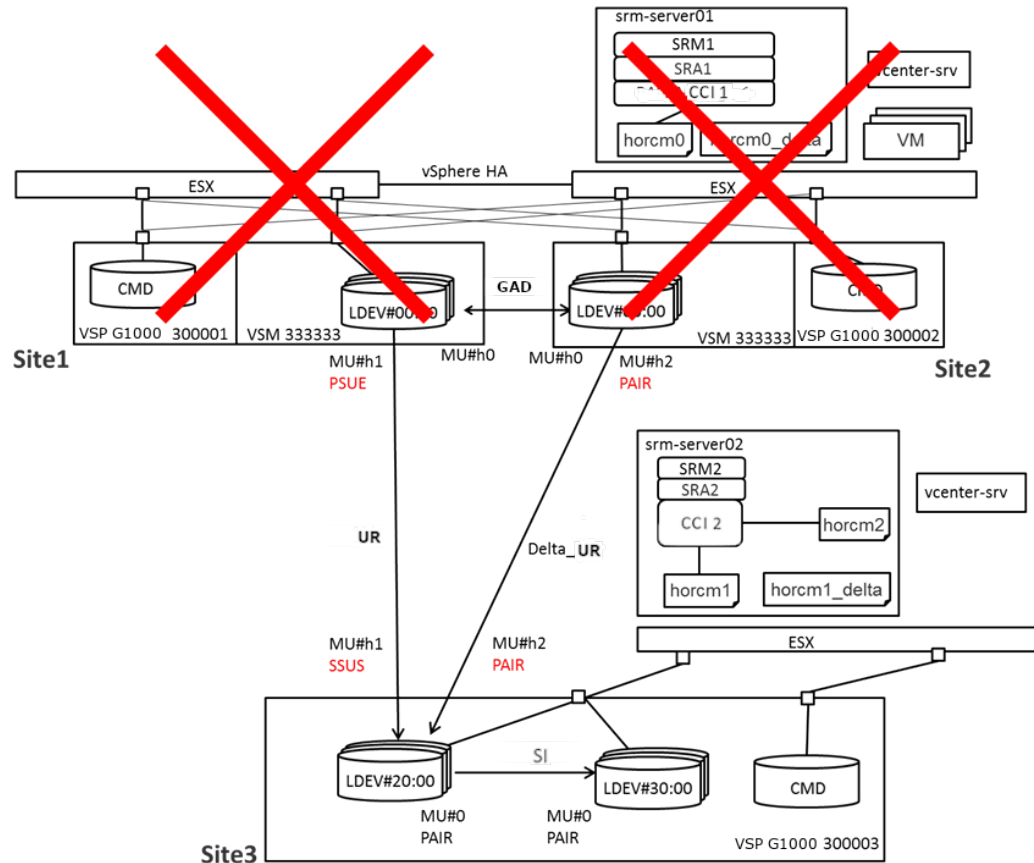 srm-server01
SRM1
SRA1
CCI 1
horcm0
horcm0_delta
vcenter-srv
VM
ESX
vSphere HA
ESX
CMD
VSP G1000 300001
VSM 333333
GAD
VSM 333333
VSP G1000 300002
Site1
MU#h1
PSUE
MU#h0
MU#h0
MU#h2
PAIR
Site2
srm-server02
SRM2
SRA2
CCI 2
horcm2
horcm1
horcm1_delta
vcenter-srv
UR
Delta_UR
ESX
MU#h1
SSUS
MU#h2
PAIR
LDEV#20:00
SI
LDEV#30:00
CMD
MU#0
PAIR
MU#0
PAIR
VSP G1000 300003
Site3